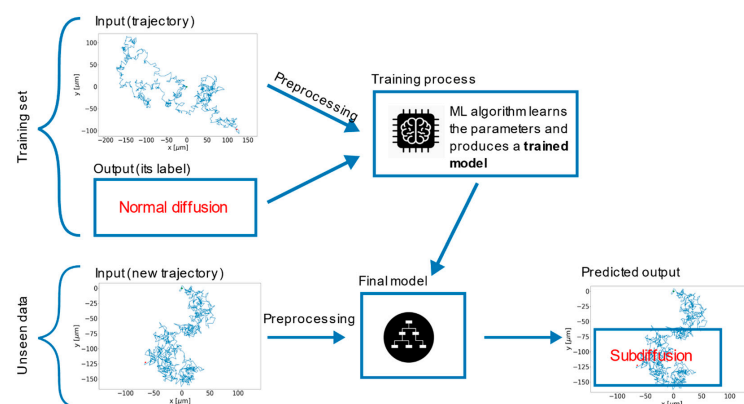 Input (trajectory)
100
50
0
-50
-100
y [μm]
-200
-150
-100
-50
0
50
100
150
x [μm]
Training set
Preprocessing
Training process
ML algorithm learns
the parameters and
produces a trained
model
Output (its label)
Normal diffusion
Input (new trajectory)
0
-25
-50
-75
-100
-125
-150
y [μm]
-100
-50
0
50
100
x [μm]
Unseen data
Preprocessing
Final model
Predicted output
0
-25
-50
-75
-100
-125
-150
y [μm]
Subdiffusion
-100
-50
0
50
100
x [μm]